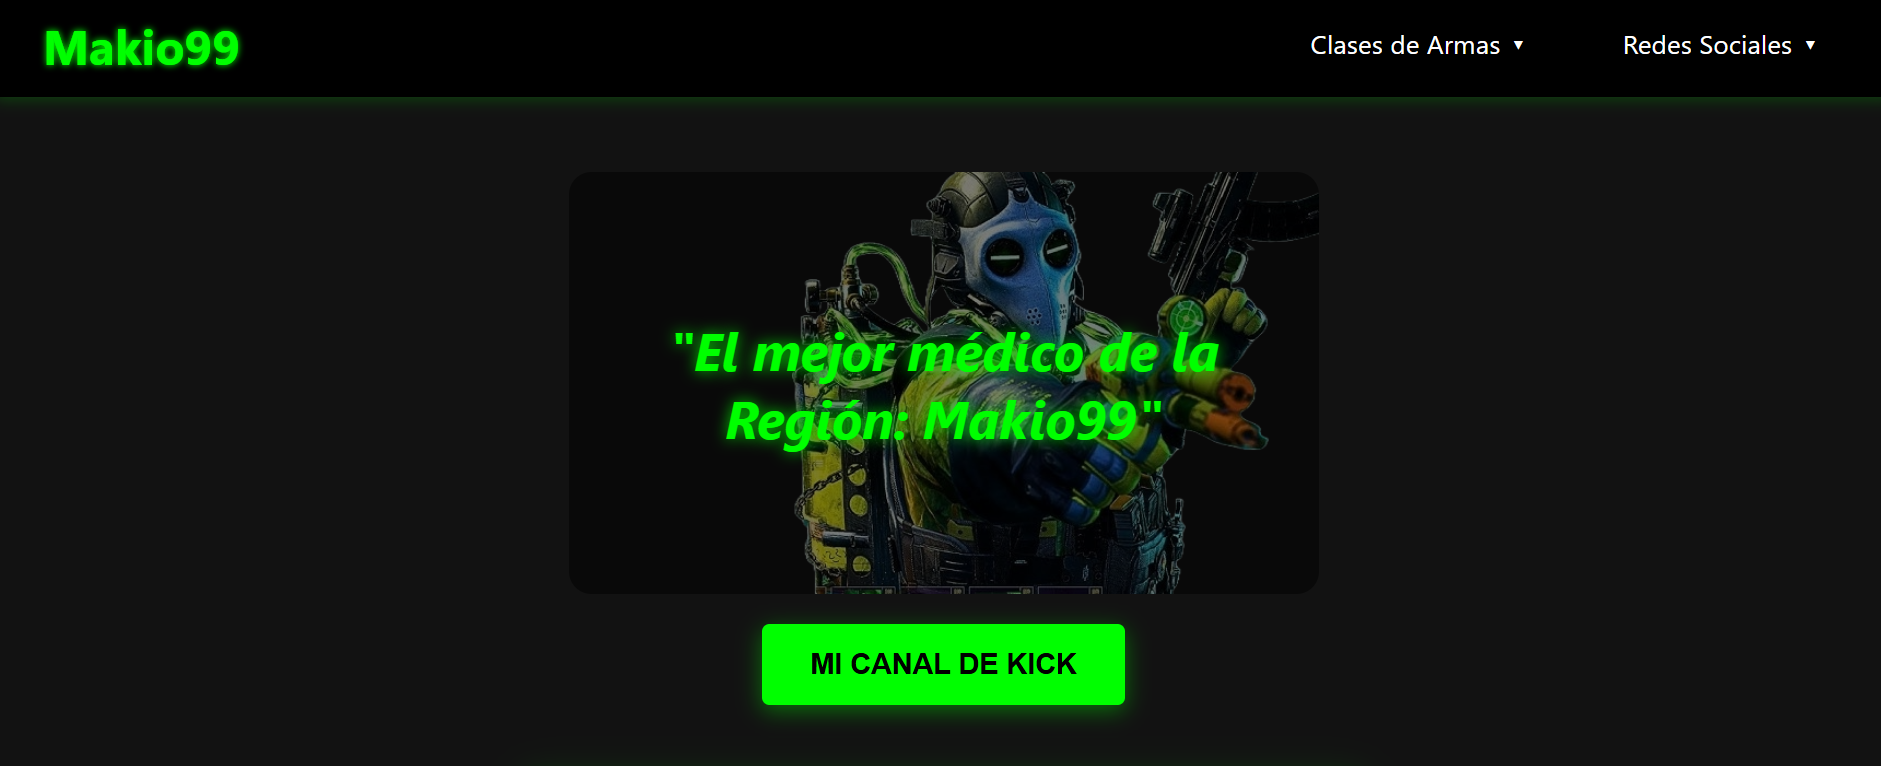 Makio99
Clases de Armas ▼
Redes Sociales ▼
"El mejor médico de la
Región: Makio99"
MI CANAL DE KICK